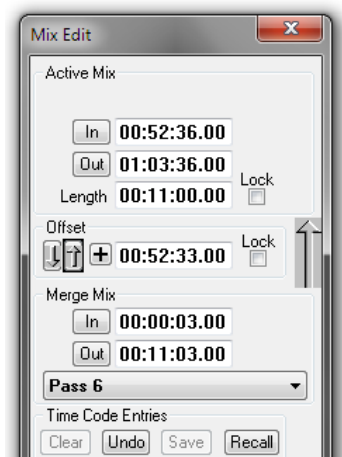 Mix Edit
Active Mix
In 00:52:36.00
Out 01:03:36.00
Length 00:11:00.00 Lock
Offset
+ 00:52:33.00 Lock
Merge Mix
In 00:00:03.00
Out 00:11:03.00
Pass 6
Time Code Entries
Clear Undo Save Recall